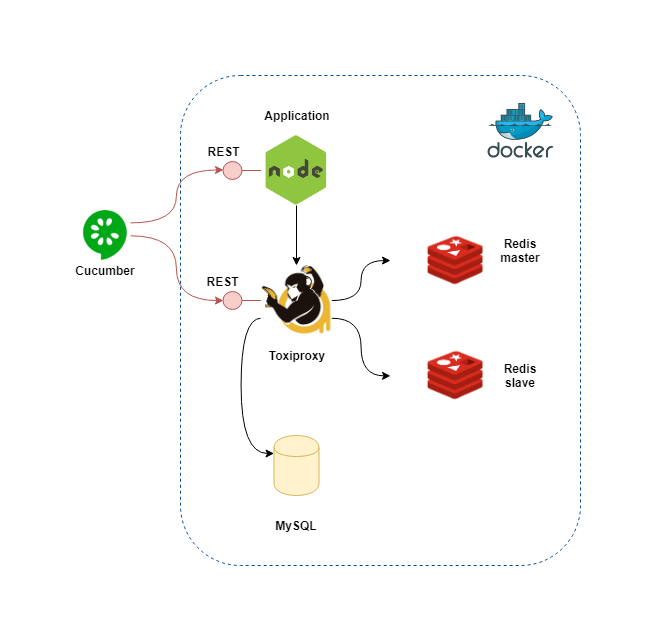 Application
docker
REST
node
Cucumber
Redis
master
REST
Toxiproxy
Redis
slave
MySQL